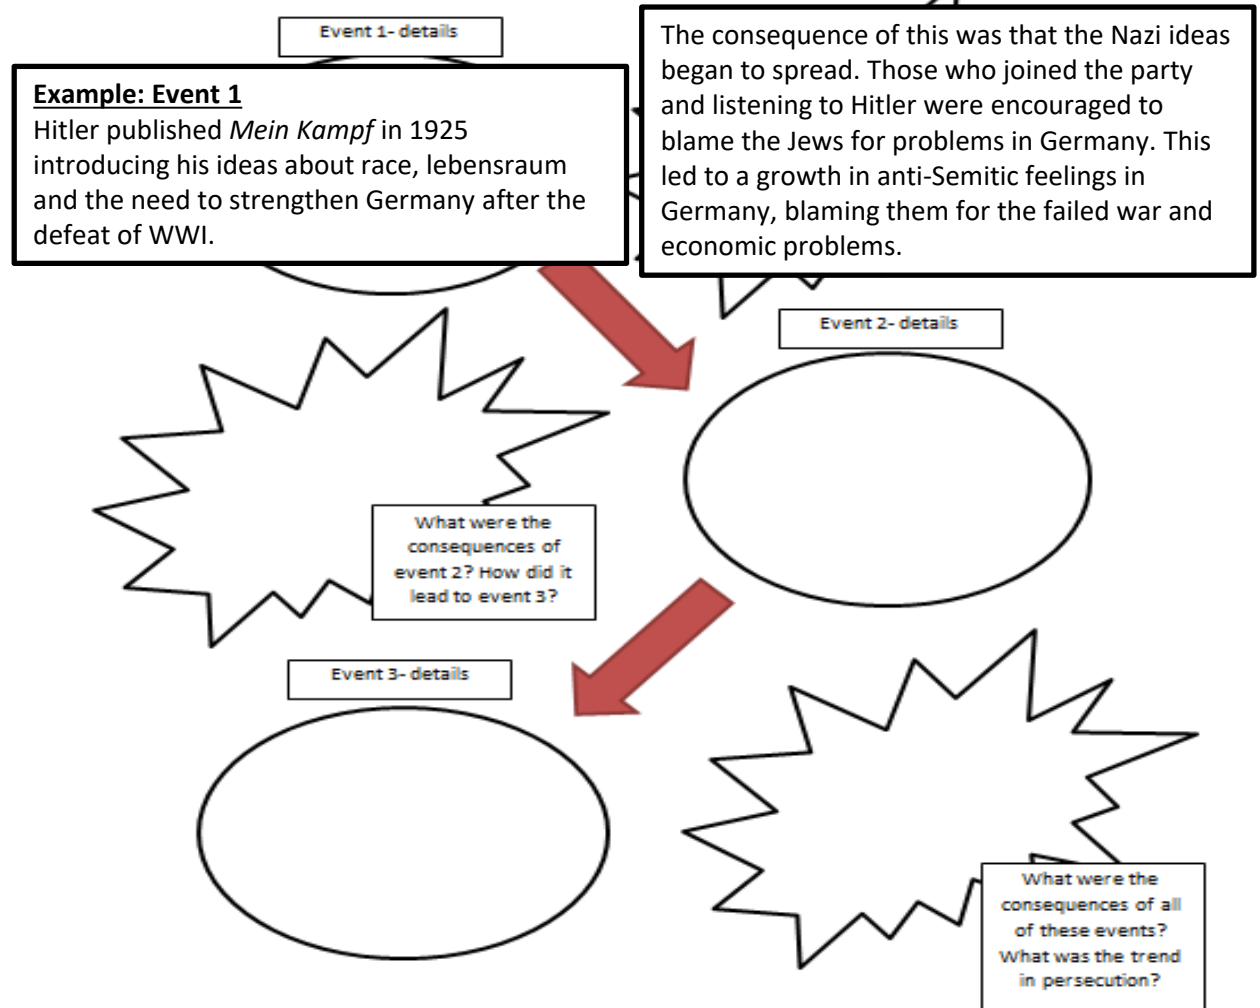 Event 1- details
Example: Event 1
Hitler published Mein Kampf in 1925
introducing his ideas about race, lebensraum
and the need to strengthen Germany after the
defeat of WWI.
The consequence of this was that the Nazi ideas
began to spread. Those who joined the party
and listening to Hitler were encouraged to
blame the Jews for problems in Germany. This
led to a growth in anti-Semitic feelings in
Germany, blaming them for the failed war and
economic problems.
Event 2- details
What were the
consequences of
event 2? How did it
lead to event 3?
Event 3- details
What were the
consequences of all
of these events?
What was the trend
in persecution?